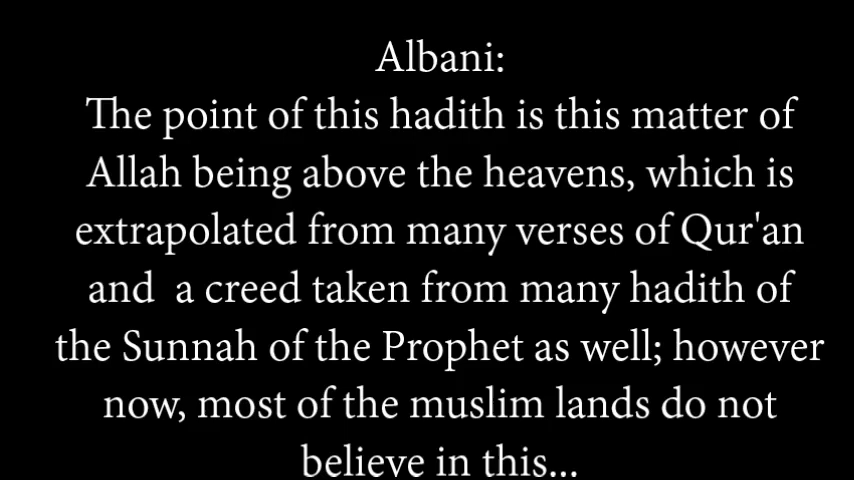 Albani:
The point of this hadith is this matter of
Allah being above the heavens, which is
extrapolated from many verses of Qur'an
and  a creed taken from many hadith of
the Sunnah of the Prophet as well; however
now, most of the muslim lands do not
believe in this...